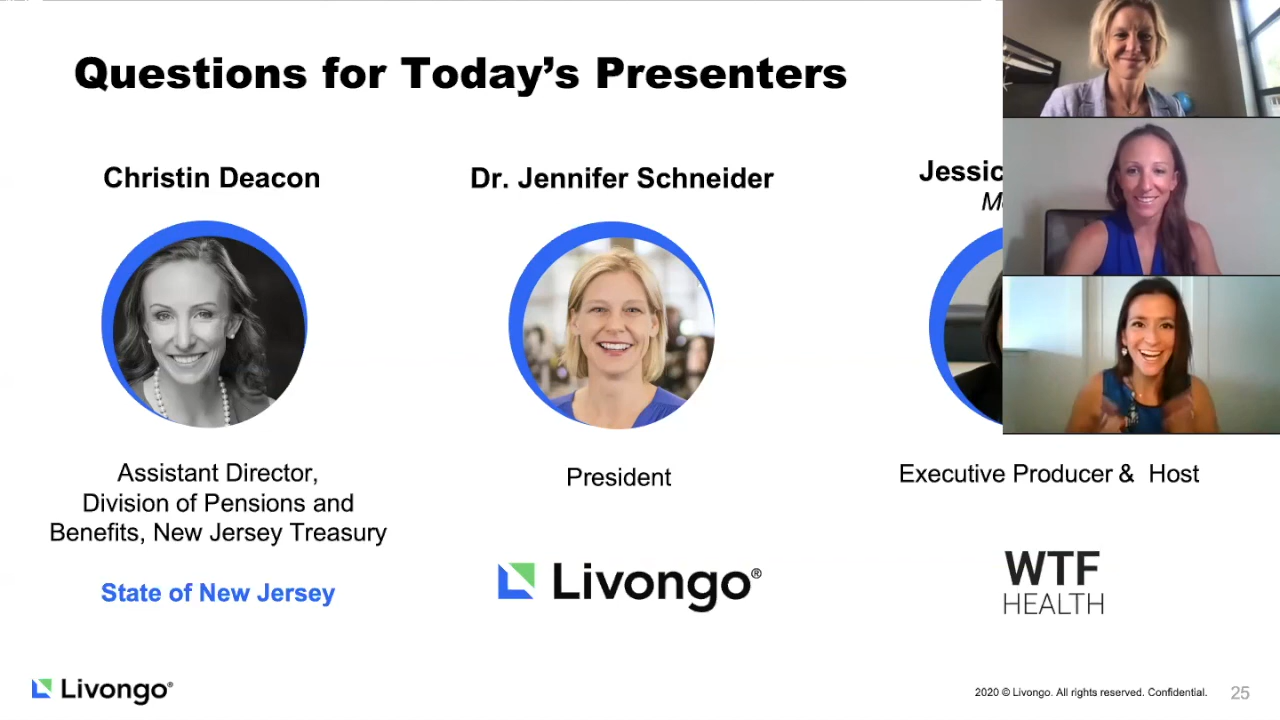 Questions for Today's Presenters
Christin Deacon
Dr. Jennifer Schneider
Assistant Director,
Division of Pensions and
Benefits, New Jersey Treasury
State of New Jersey
President
Livongo®
Executive Producer & Host
WTF
HEALTH
Livongo®
2020 © Livongo. All rights reserved. Confidential.
25